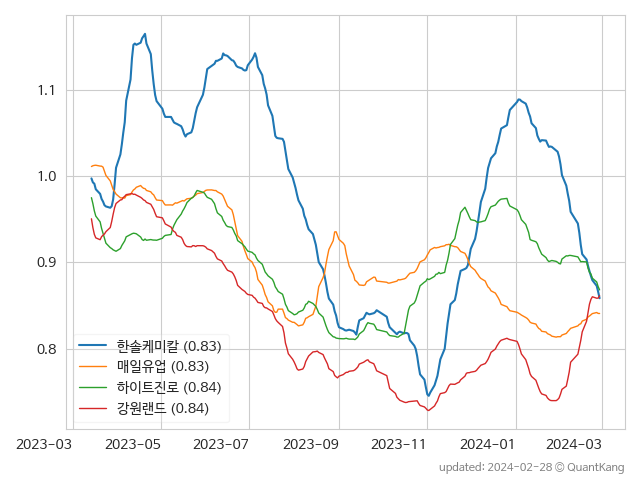 1.1
1.0
0.9
0.8
한솔케미칼 (0.83)
매일유업 (0.83)
하이트진로 (0.84)
강원랜드 (0.84)
2023-03 2023-05 2023-07 2023-09 2023-11 2024-01 2024-03
updated: 2024-02-28 © QuantKang